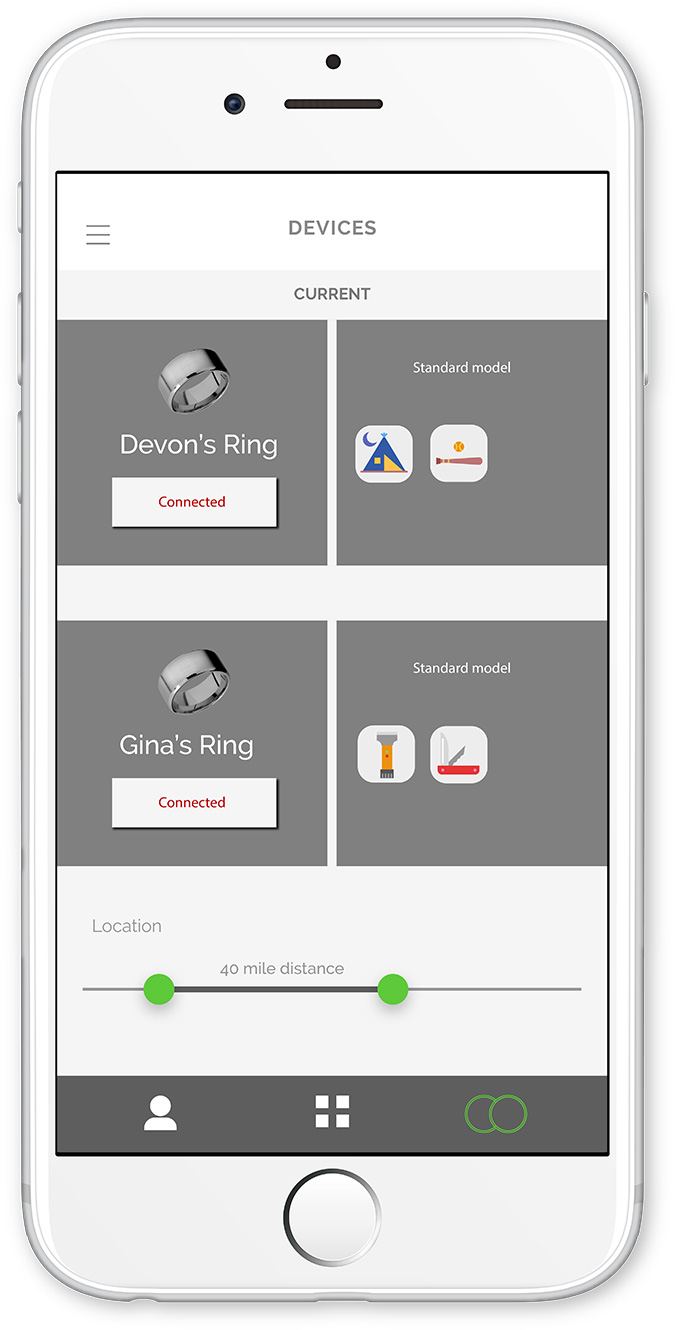 DEVICES
CURRENT
Devon's Ring
Connected
Standard model
Gina's Ring
Connected
Standard model
Location
40 mile distance